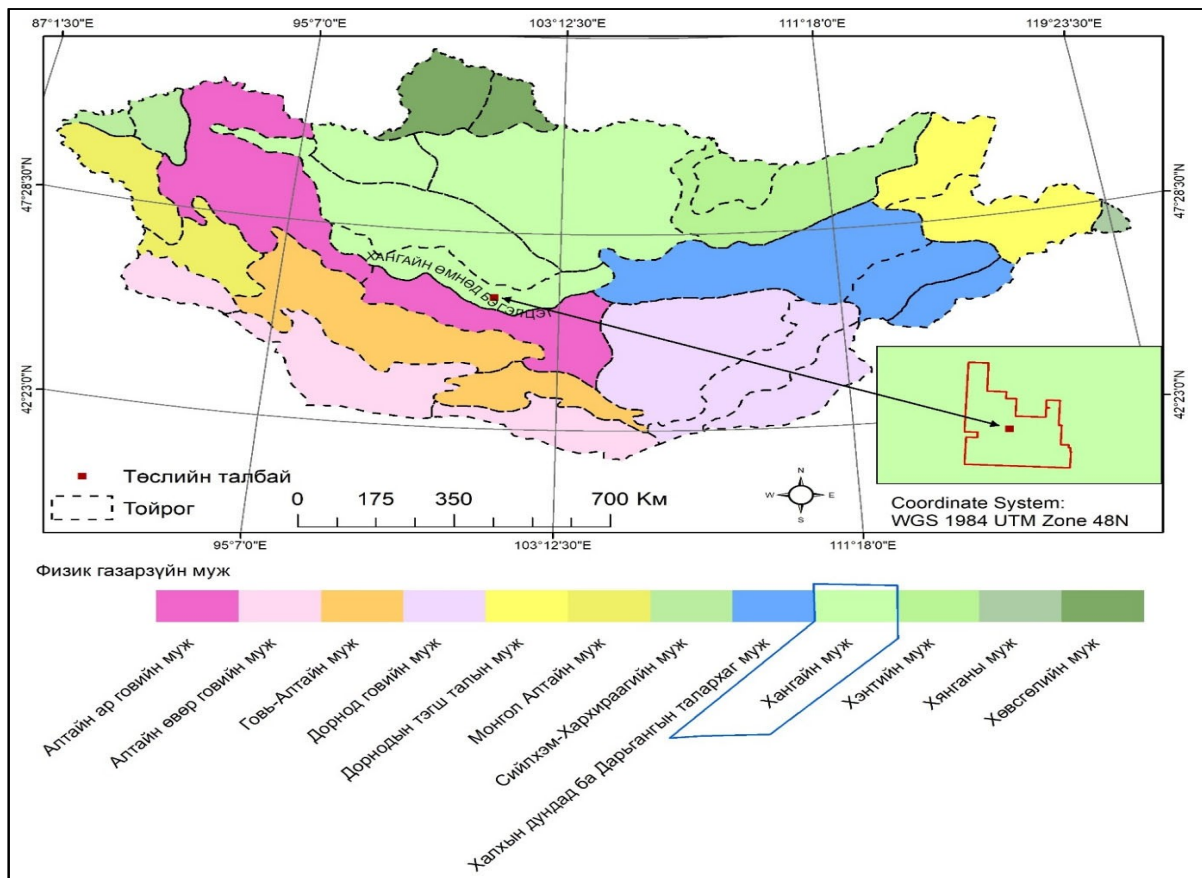 87°1'30"E 95°7'0"E 103°12'30"E 111°18'0"E 119°23'30"E
47°28'30"N
47°28'30"N
42°23'0"N
42°23'0"N
ХАНГАЙН ӨМНӨД БЭГЭЛЦЭТ
Төслийн талбай
Тойрог
0 175 350 700 Км
N
W E
S
Coordinate System:
WGS 1984 UTM Zone 48N
95°7'0"E 103°12'30"E 111°18'0"E
Физик газарзүйн муж
Алтайн ар говийн муж
Алтайн өвөр говийн муж
Говь-Алтайн муж
Дорнод говийн муж
Дорнодын тэгш талын муж
Монгол Алтайн муж
Сийлхэм-Хархираагийн муж
Халхын дундад ба Дарьгангын талархаг муж
Хангайн муж
Хэнтийн муж
Хянганы муж
Хөвсгөлийн муж